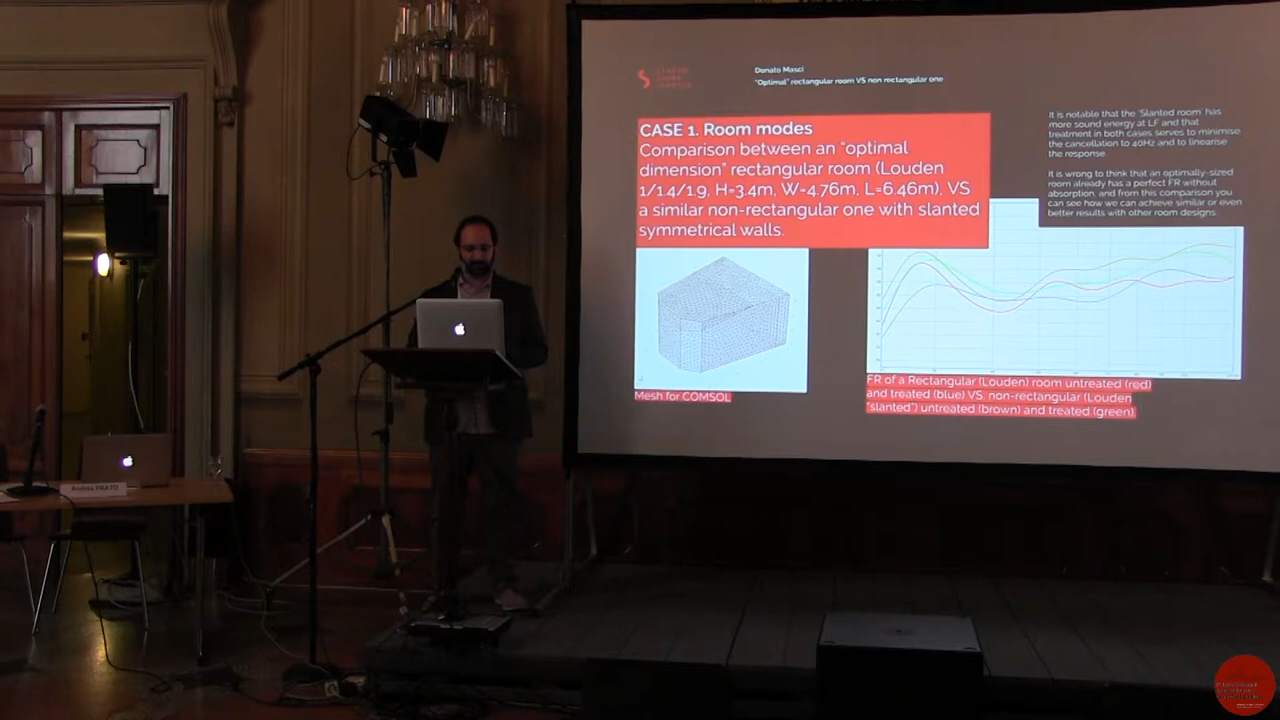 Donato Masci
"Optimal" rectangular room VS non rectangular one
CASE 1. Room modes
Comparison between an "optimal
dimension" rectangular room (Louden
1/1.4/1.9, H=3.4m, W=4.76m, L=6.46m), VS
a similar non-rectangular one with slanted
symmetrical walls.
It is notable that the 'Slanted room' has
more sound energy at LF and that
treatment in both cases serves to minimise
the cancellation to 40Hz and to linearise
the response.
It is wrong to think that an optimally-sized
room already has a perfect FR without
absorption, and from this comparison you
can see how we can achieve similar or even
better results with other room designs.
Mesh for COMSOL
FR of a Rectangular (Louden) room untreated (red)
and treated (blue) VS. non-rectangular (Louden
"slanted") untreated (brown) and treated (green).
Andrea PRATO